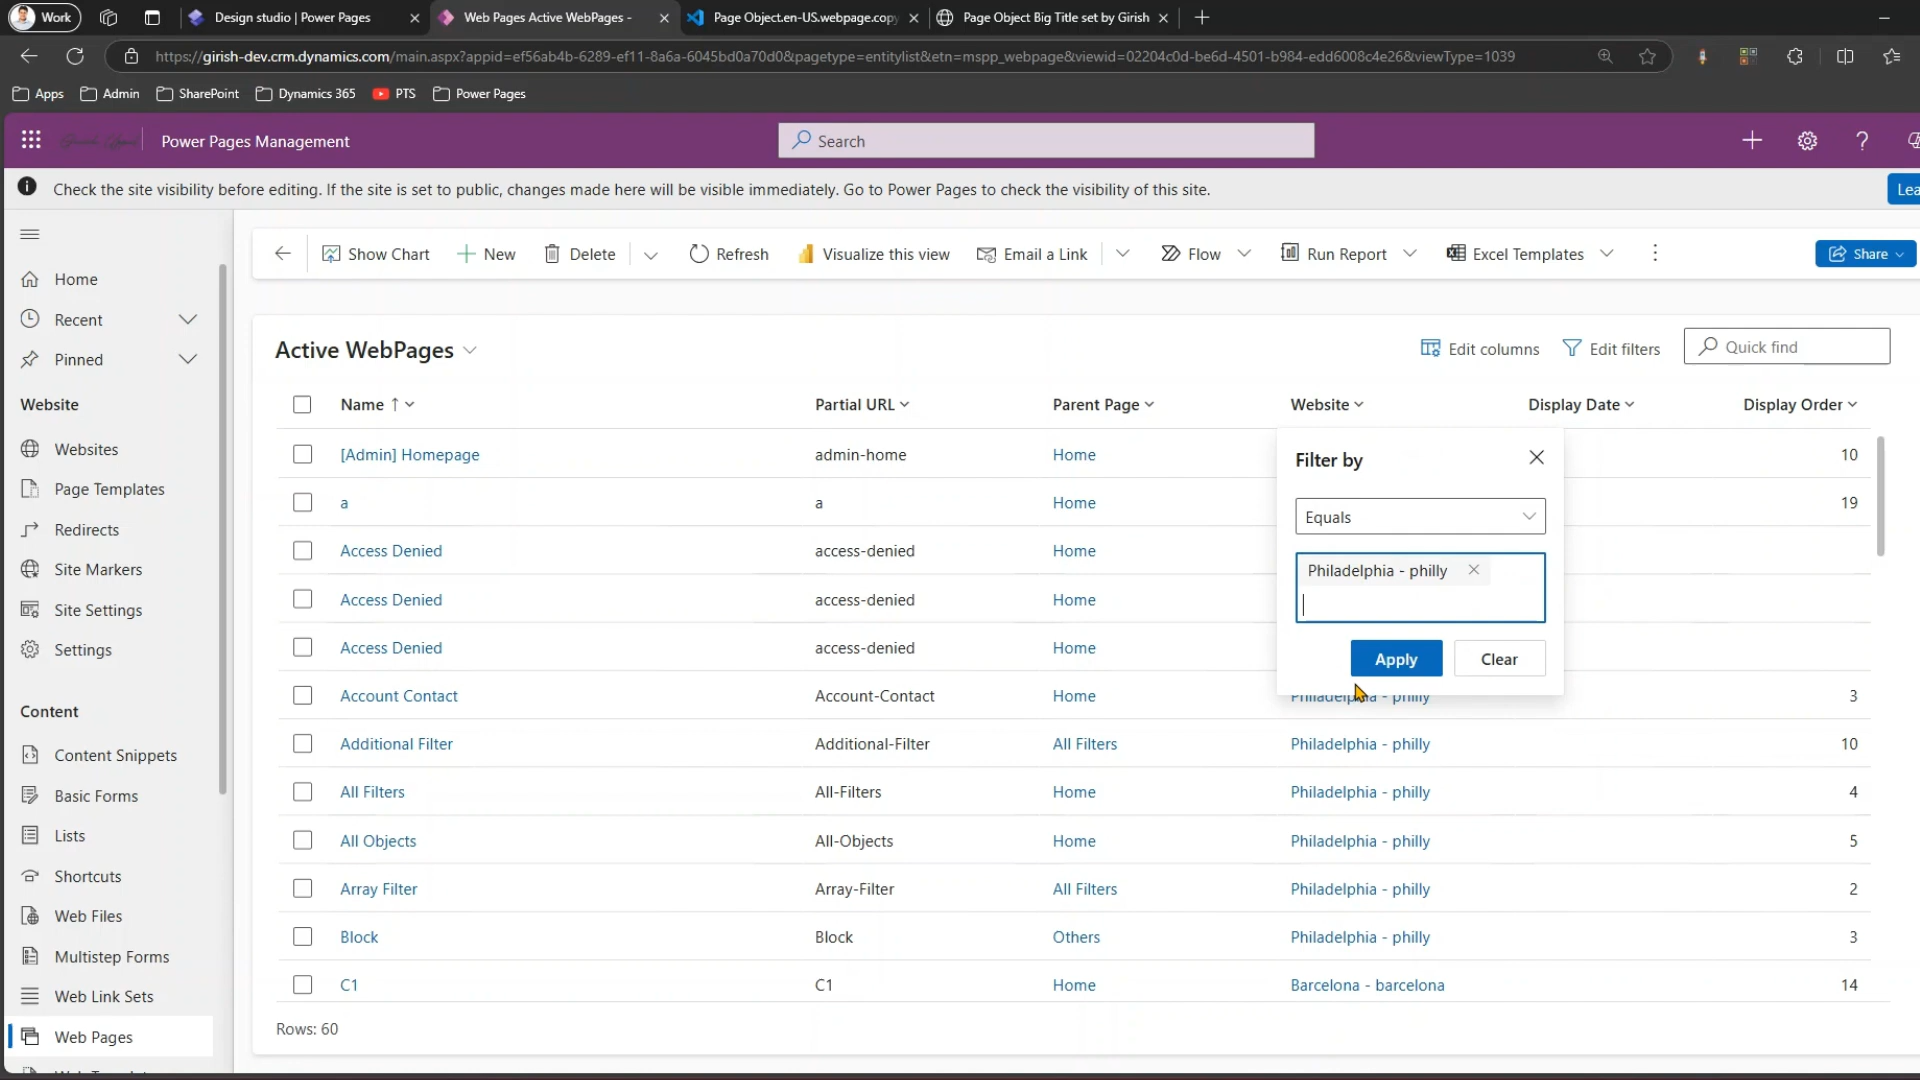 Work
Design studio | Power Pages
Web Pages Active WebPages -
Page Object.en-US.webpage.copy
Page Object Big Title set by Girish
https://girish-dev.crm.dynamics.com/main.aspx?appid=ef56ab4b-6289-ef11-8a6a-6045bd0a70d0&pagetype=entitylist&etn=mspp_webpage&viewid=02204c0d-be6d-4501-b984-edd6008c4e26&viewType=1039
Apps
Admin
SharePoint
Dynamics 365
PTS
Power Pages
Power Pages Management
Search
Check the site visibility before editing. If the site is set to public, changes made here will be visible immediately. Go to Power Pages to check the visibility of this site.
Lea
Show Chart
New
Delete
Refresh
Visualize this view
Email a Link
Flow
Run Report
Excel Templates
Share
Home
Recent
Pinned
Website
Websites
Page Templates
Redirects
Site Markers
Site Settings
Settings
Content
Content Snippets
Basic Forms
Lists
Shortcuts
Web Files
Multistep Forms
Web Link Sets
Web Pages
Active WebPages
Edit columns
Edit filters
Quick find
Name ↑ Partial URL Parent Page Website Display Date Display Order
[Admin] Homepage admin-home Home 10
a a Home 19
Access Denied access-denied Home
Access Denied access-denied Home
Access Denied access-denied Home
Account Contact Account-Contact Home Philadelphia - philly 3
Additional Filter Additional-Filter All Filters Philadelphia - philly 10
All Filters All-Filters Home Philadelphia - philly 4
All Objects All-Objects Home Philadelphia - philly 5
Array Filter Array-Filter All Filters Philadelphia - philly 2
Block Block Others Philadelphia - philly 3
C1 C1 Home Barcelona - barcelona 14
Rows: 60
Filter by
Equals
Philadelphia - philly
Apply
Clear